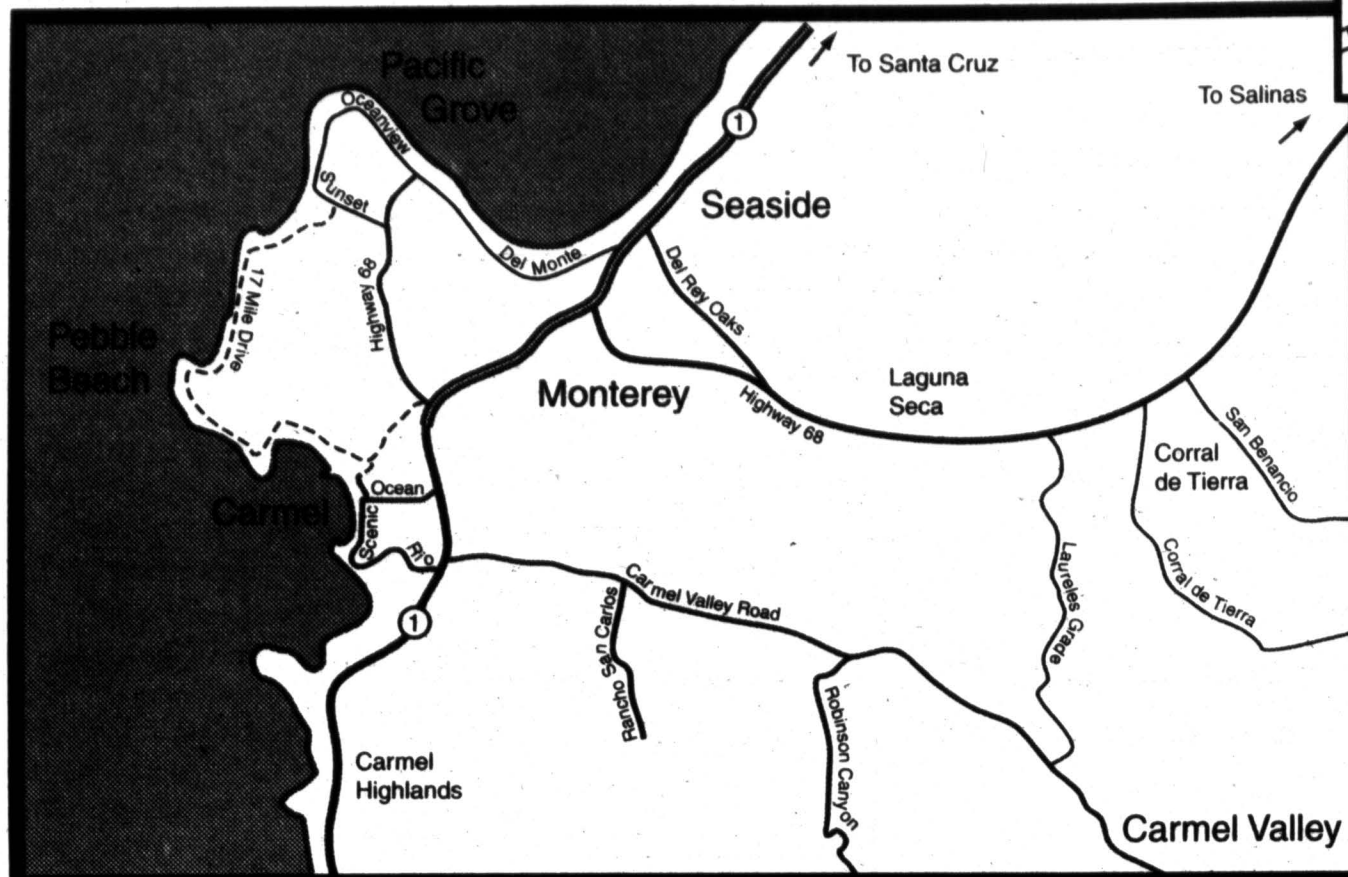 Pacific
Grove
To Santa Cruz
To Salinas
Oceanview
1
Sunset
Seaside
Del Monte
Del Rey Oaks
17 Mile Drive
Highway 68
Pebble
Beach
Monterey
Laguna
Seca
Highway 68
San Benancio
Corral
de Tierra
Ocean
Carmel
Scenic
Rio
Corral de Tierra
Laureles Grade
Carmel Valley Road
1
Rancho San Carlos
Robinson Canyon
Carmel
Highlands
Carmel Valley